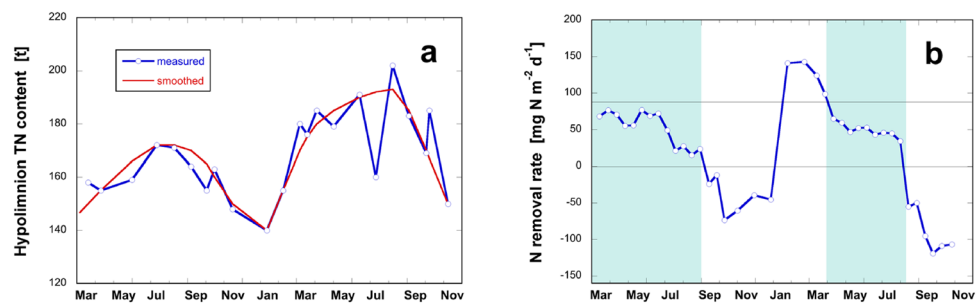 220
200
180
160
140
120
Hypolimnion TN content [t]
measured
smoothed
a
Mar May Jul Sep Nov Jan Mar May Jul Sep Nov
200
150
100
50
0
-50
-100
-150
N removal rate [mg N m⁻² d⁻¹]
b
Mar May Jul Sep Nov Jan Mar May Jul Sep Nov